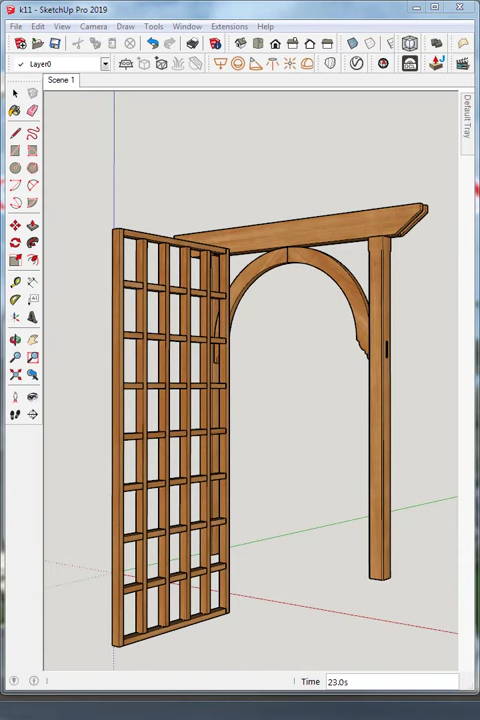 k11 - SketchUp Pro 2019
File Edit View Camera Draw Tools Window Extensions Help
Layer0
Scene 1
Default Tray
Time 23.0s